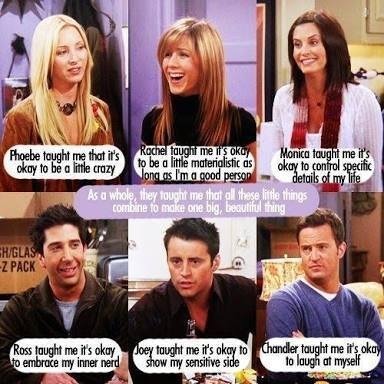 Phoebe taught me that it's
okay to be a little crazy
Rachel taught me it's okay
to be a little materialistic as
long as I'm a good person
Monica taught me it's
okay to control specific
details of my life
As a whole, they taught me that all these little things
combine to make one big, beautiful thing
SH/GLAS
-Z PACK
Ross taught me it's okay
to embrace my inner nerd
Joey taught me it's okay to
show my sensitive side
Chandler taught me it's okay
to laugh at myself